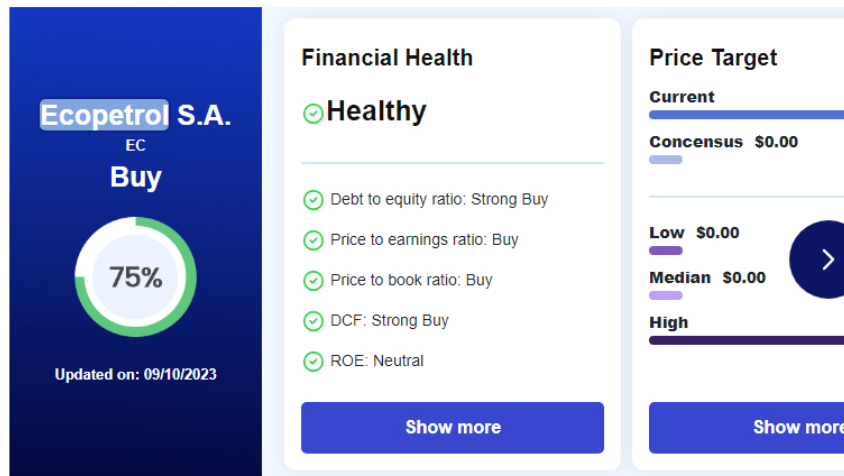 Ecopetrol S.A.
EC
Buy
75%
Updated on: 09/10/2023
Financial Health
Healthy
Debt to equity ratio: Strong Buy
Price to earnings ratio: Buy
Price to book ratio: Buy
DCF: Strong Buy
ROE: Neutral
Show more
Price Target
Current
Concensus $0.00
Low $0.00
Median $0.00
High
Show more